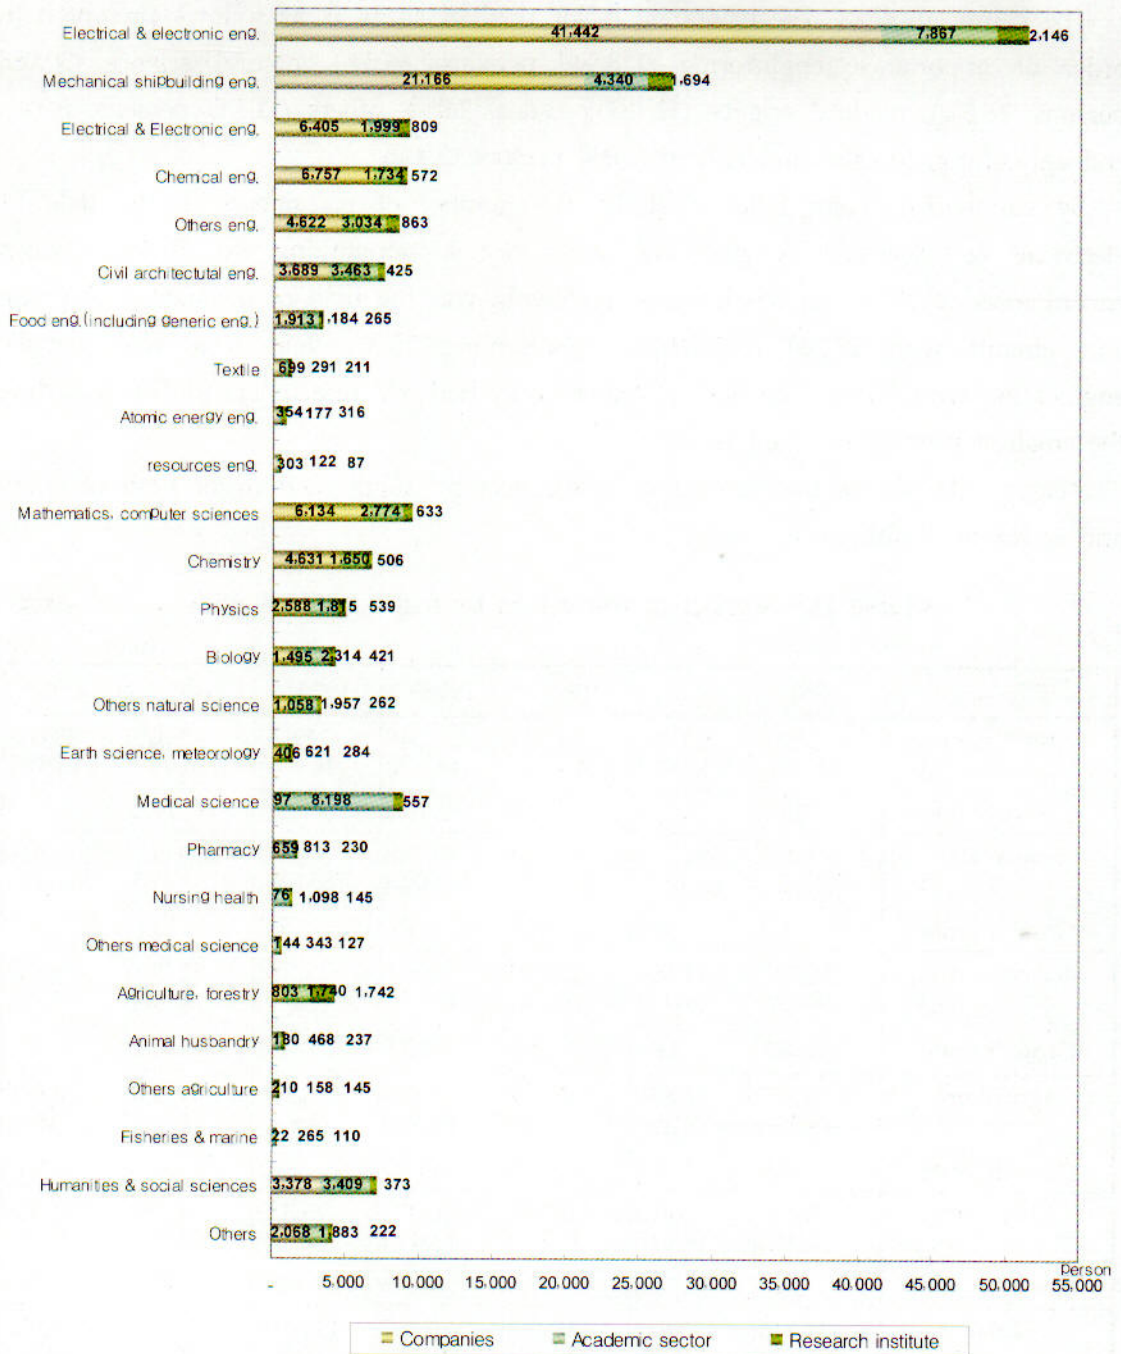 Electrical & electronic eng. 41,442 7,867 2,146
Mechanical shipbuilding eng. 21,166 4,340 1,694
Electrical & Electronic eng. 6,405 1,999 809
Chemcal eng. 6,757 1,734 572
Others eng. 4,622 3,034 863
Civil architectutal eng. 3,689 3,463 425
Food eng.(including generic eng.) 1,913 1,184 265
Textile 699 291 211
Atomic energy eng. 354 177 316
resources eng. 303 122 87
Mathematics, computer sciences 6,134 2,774 633
Chemistry 4,631 1,650 506
Physics 2,588 1,815 539
Biology 1,495 2,314 421
Others natural science 1,058 1,957 262
Earth science, meteorology 406 621 284
Medical science 97 8,198 557
Pharmacy 659 813 230
Nursing health 76 1,098 145
Others medical science 144 343 127
Agriculture, forestry 803 1,740 1,742
Animal husbandry 180 468 237
Others agriculture 210 158 145
Fisheries & marine 22 265 110
Humanities & social sciences 3,378 3,409 373
Others 2,068 1,883 222
Person
- 5,000 10,000 15,000 20,000 25,000 30,000 35,000 40,000 45,000 50,000 55,000
Companies Academic sector Research institute